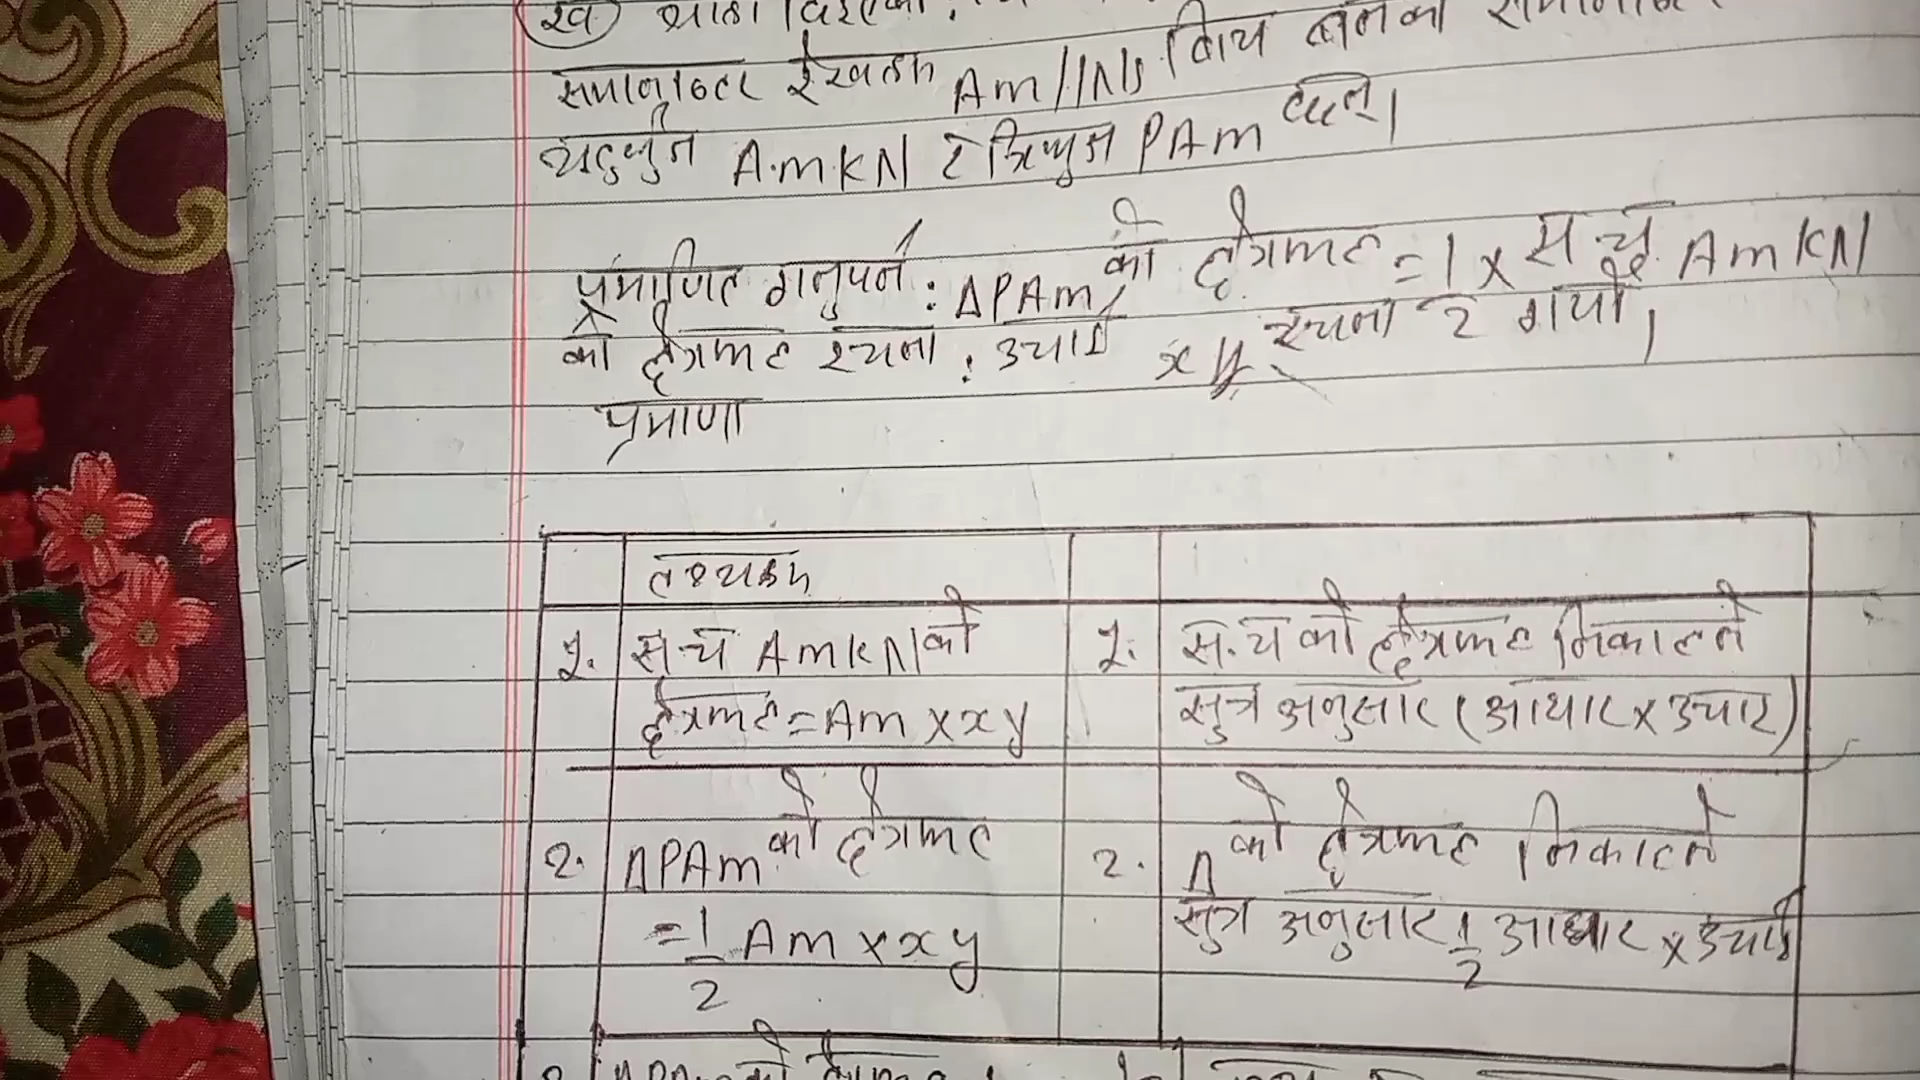 (ख)
समानान्तर रेखाहरू AM//NS बिच बनेका
चतुर्भुज A.MKN र त्रिभुज PAM छन्।
प्रमाणित गर्नुपर्ने : ΔPAM को क्षेत्रफल = 1 x स.च. AMKN
को क्षेत्रफल रचना : उचाई xy रचना गर्यो।
प्रमाण
तथ्यहरू
1. स.च AMKN को 1. स.च को क्षेत्रफल निकाल्ने
क्षेत्रफल = AM x xy सुत्र अनुसार (आधार x उचाइ)
2. ΔPAM को क्षेत्रफल 2. Δ को क्षेत्रफल निकाल्ने
= 1/2 AM x xy सुत्र अनुसार 1/2 आधार x उचाई